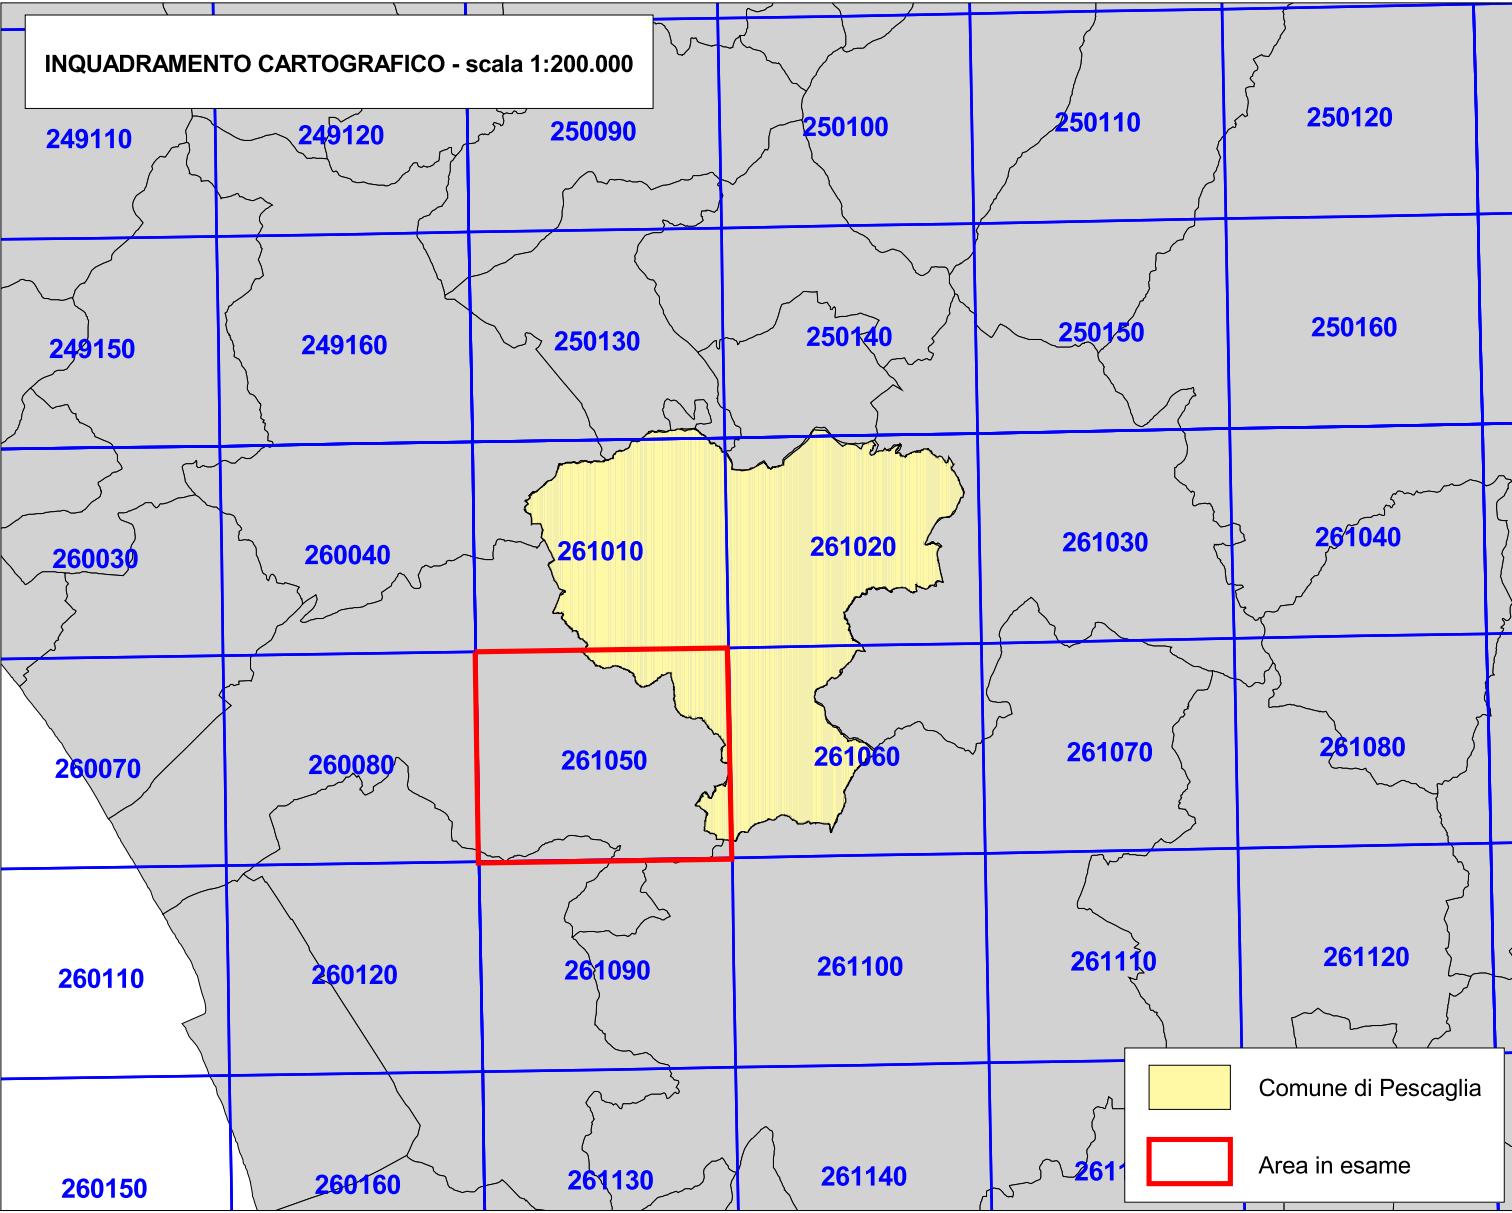 INQUADRAMENTO CARTOGRAFICO - scala 1:200.000
249110 249120 250090 250100 250110 250120
249150 249160 250130 250140 250150 250160
260030 260040 261010 261020 261030 261040
260070 260080 261050 261060 261070 261080
260110 260120 261090 261100 261110 261120
260150 260160 261130 261140 2611
Comune di Pescaglia
Area in esame